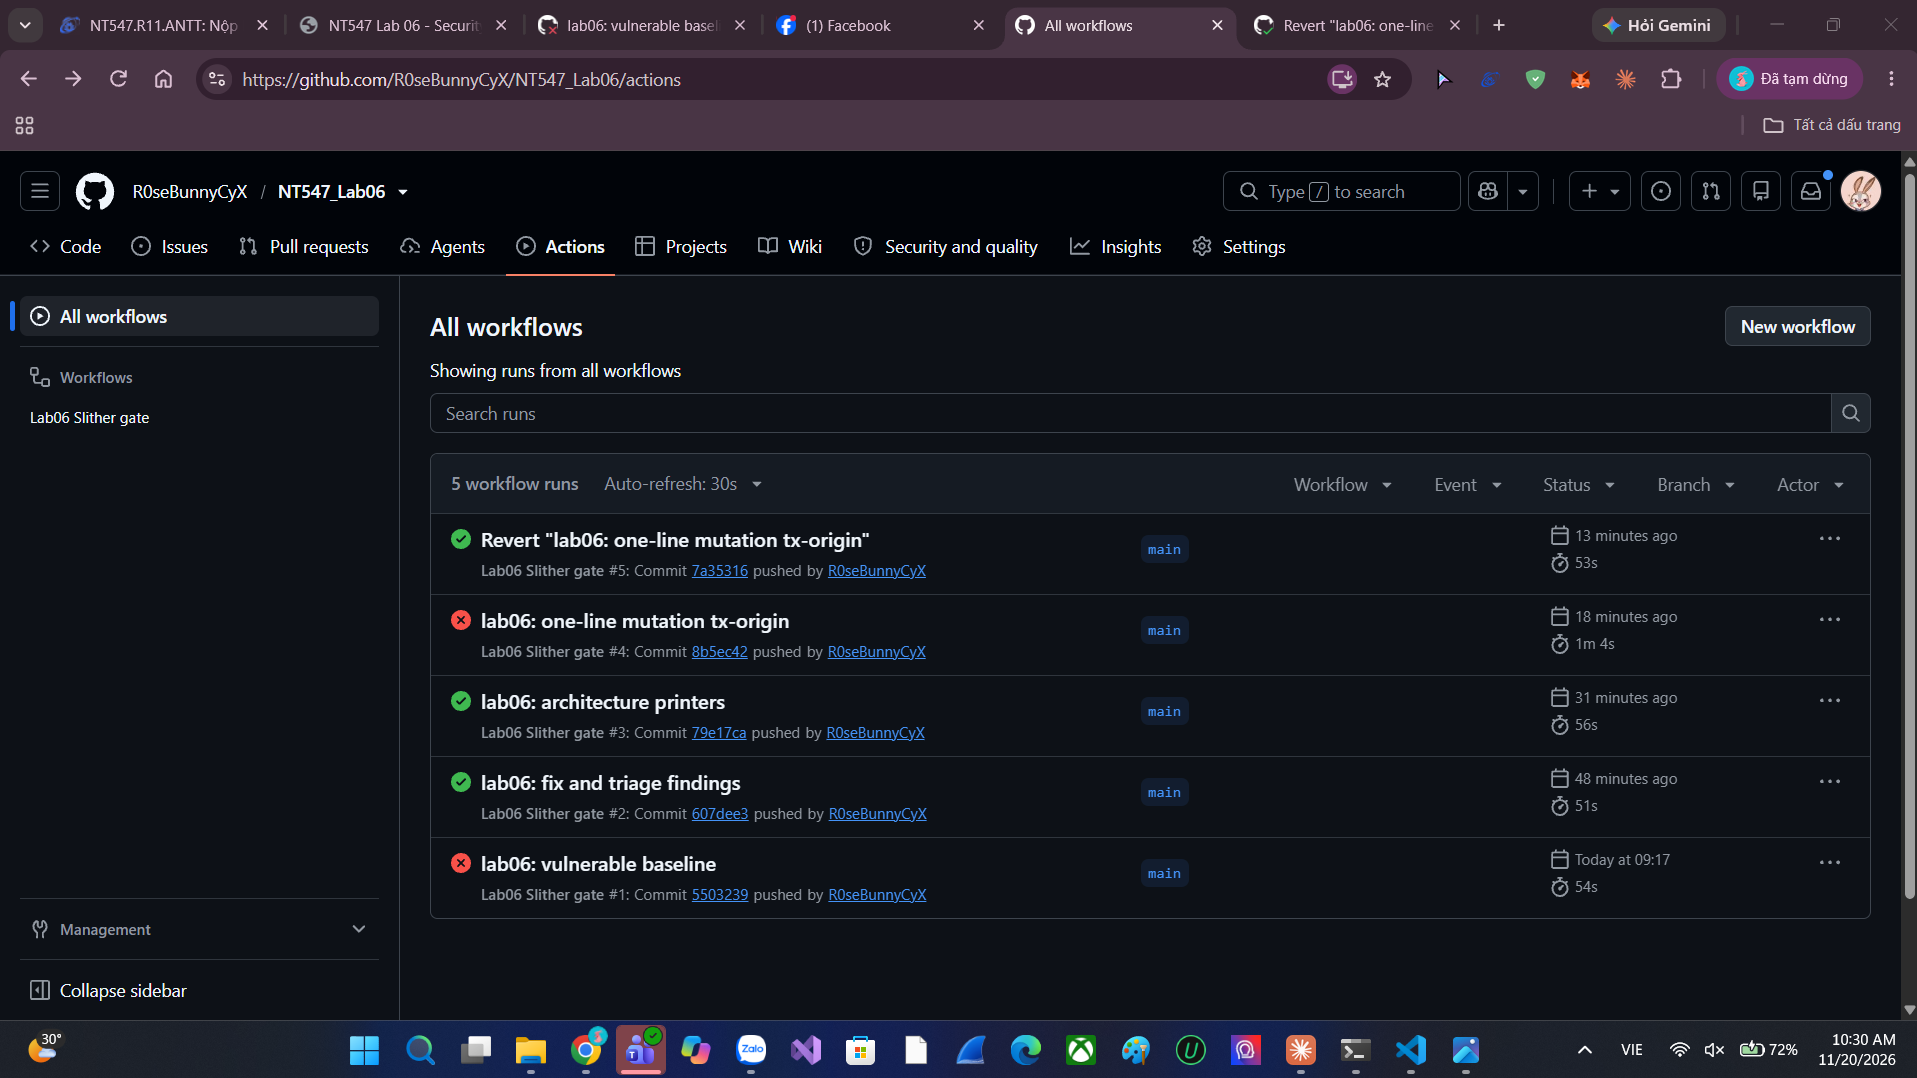 NT547.R11.ANTT: Nộp
NT547 Lab 06 - Securit
lab06: vulnerable basel
(1) Facebook
All workflows
Revert "lab06: one-line
Hỏi Gemini
https://github.com/R0seBunnyCyX/NT547_Lab06/actions
Đã tạm dừng
Tất cả dấu trang
R0seBunnyCyX / NT547_Lab06
Type / to search
Code
Issues
Pull requests
Agents
Actions
Projects
Wiki
Security and quality
Insights
Settings
All workflows
Workflows
Lab06 Slither gate
Management
Collapse sidebar
All workflows
New workflow
Showing runs from all workflows
Search runs
5 workflow runs
Auto-refresh: 30s
Workflow
Event
Status
Branch
Actor
Revert "lab06: one-line mutation tx-origin"
Lab06 Slither gate #5: Commit 7a35316 pushed by R0seBunnyCyX
main
13 minutes ago
53s
lab06: one-line mutation tx-origin
Lab06 Slither gate #4: Commit 8b5ec42 pushed by R0seBunnyCyX
main
18 minutes ago
1m 4s
lab06: architecture printers
Lab06 Slither gate #3: Commit 79e17ca pushed by R0seBunnyCyX
main
31 minutes ago
56s
lab06: fix and triage findings
Lab06 Slither gate #2: Commit 607dee3 pushed by R0seBunnyCyX
main
48 minutes ago
51s
lab06: vulnerable baseline
Lab06 Slither gate #1: Commit 5503239 pushed by R0seBunnyCyX
main
Today at 09:17
54s
30°
Zalo
VIE
72%
10:30 AM
11/20/2026